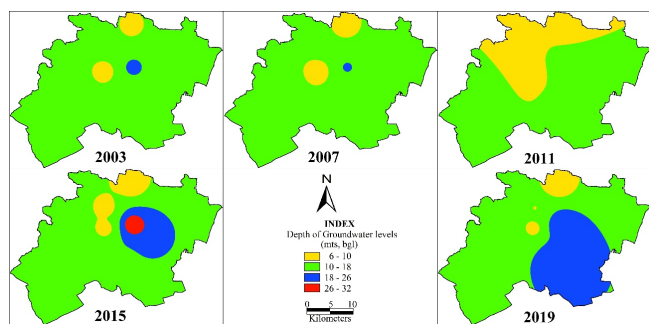 2003
2007
2011
2015
N
INDEX
Depth of Groundwater levels
(mts, bgl)
6 - 10
10 - 18
18 - 26
26 - 32
0 5 10
Kilometers
2019